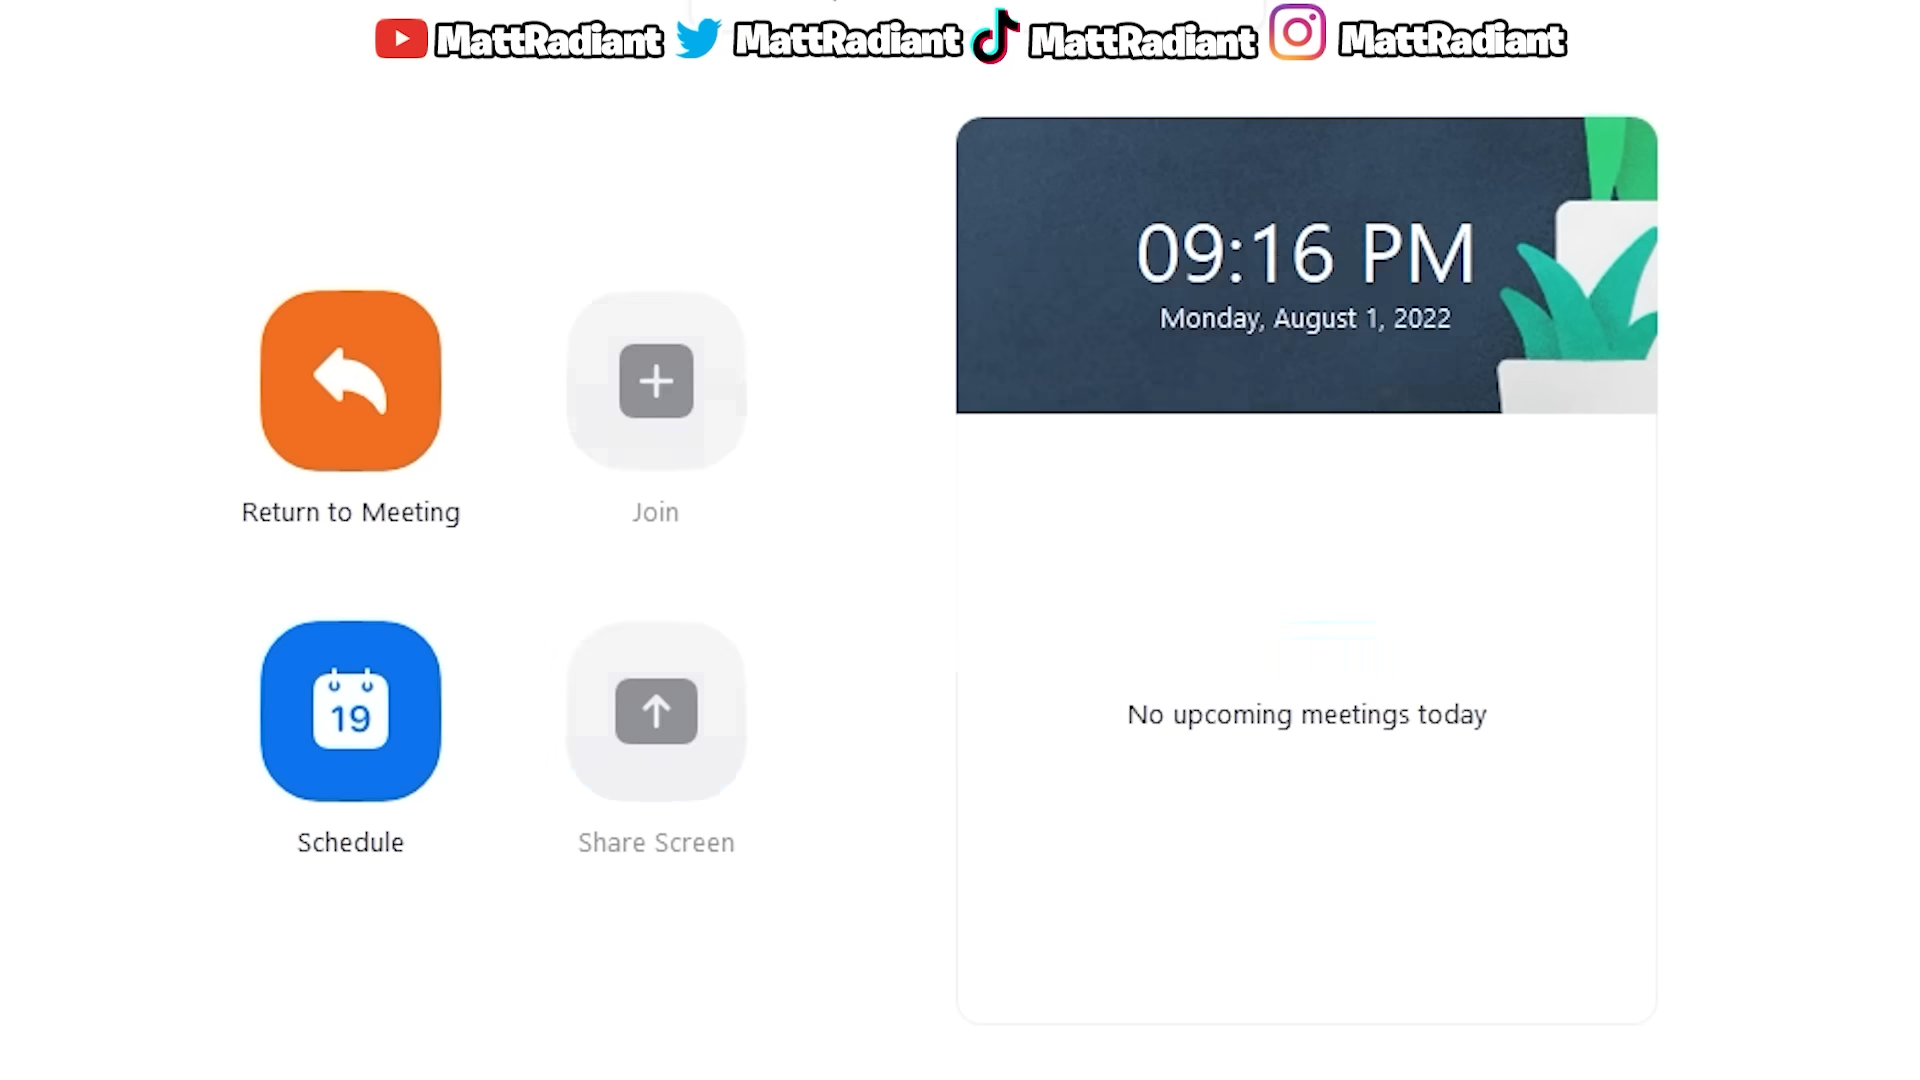 MattRadiant MattRadiant MattRadiant MattRadiant
09:16 PM
Monday, August 1, 2022
Return to Meeting
Join
19
Schedule
Share Screen
No upcoming meetings today